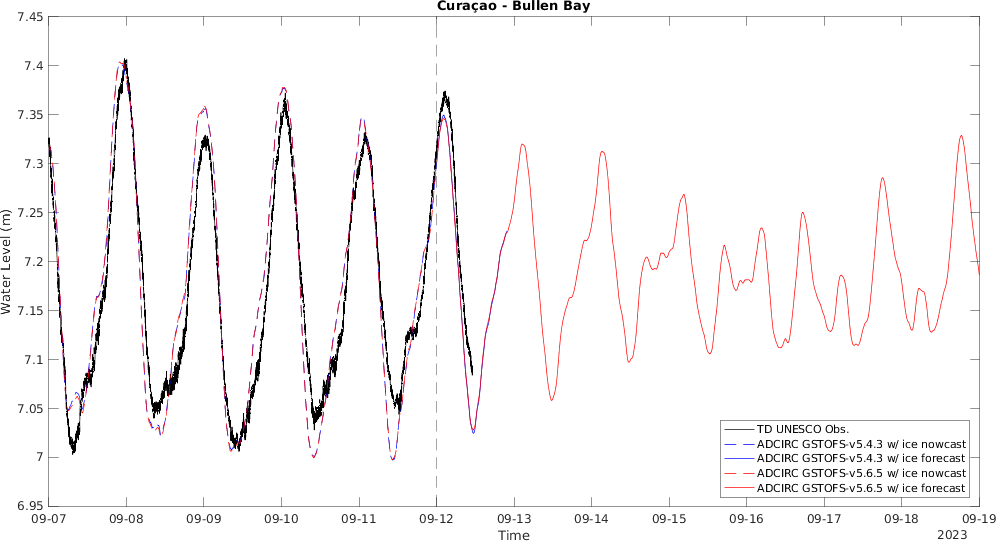 Curaçao - Bullen Bay
7.45
7.4
7.35
7.3
7.25
7.2
7.15
7.1
7.05
7
6.95
Water Level (m)
TD UNESCO Obs.
ADCIRC GSTOFS-v5.4.3 w/ ice nowcast
ADCIRC GSTOFS-v5.4.3 w/ ice forecast
ADCIRC GSTOFS-v5.6.5 w/ ice nowcast
ADCIRC GSTOFS-v5.6.5 w/ ice forecast
09-07 09-08 09-09 09-10 09-11 09-12 09-13 09-14 09-15 09-16 09-17 09-18 09-19
Time
2023